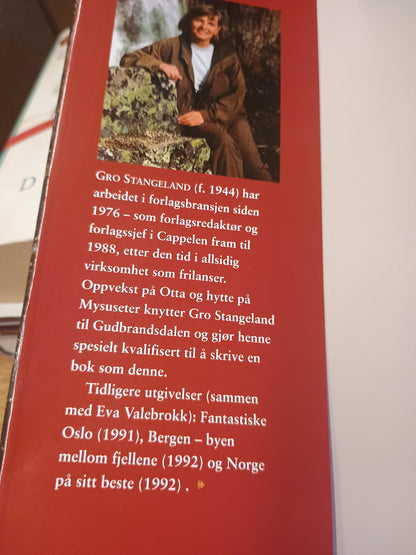 GRO STANGELAND (f. 1944) har
arbeidet i forlagsbransjen siden
1976 – som forlagsredaktør og
forlagssjef i Cappelen fram til
1988, etter den tid i allsidig
virksomhet som frilanser.
Oppvekst på Otta og hytte på
Mysuseter knytter Gro Stangeland
til Gudbrandsdalen og gjør henne
spesielt kvalifisert til å skrive en
bok som denne.
Tidligere utgivelser (sammen
med Eva Valebrokk): Fantastiske
Oslo (1991), Bergen – byen
mellom fjellene (1992) og Norge
på sitt beste (1992) .
D